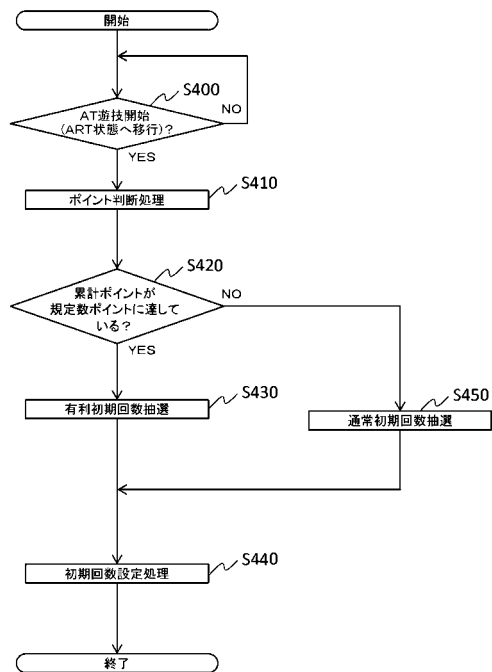 開始
S400
AT遊技開始
(ART状態へ移行)?
NO
YES
S410
ポイント判断処理
S420
累計ポイントが
規定数ポイントに達して
いる?
NO
YES
S430
有利初期回数抽選
S450
通常初期回数抽選
S440
初期回数設定処理
終了